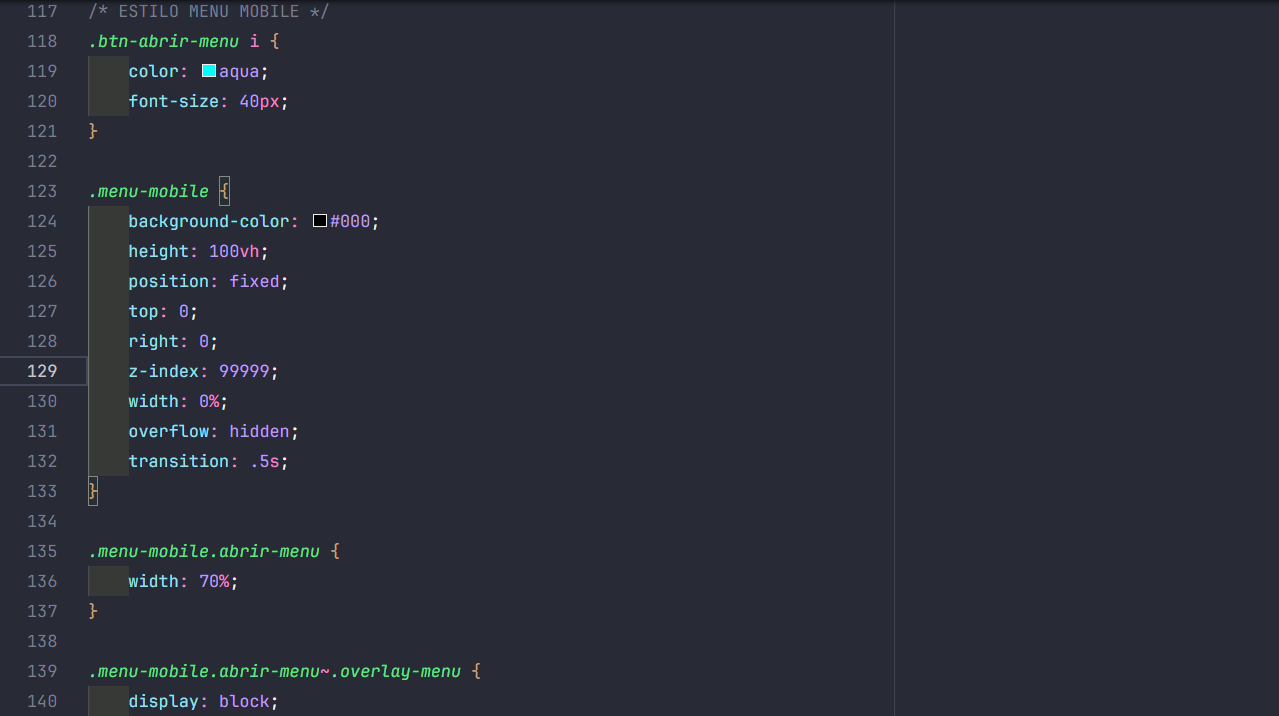 117 /* ESTILO MENU MOBILE */
118 .btn-abrir-menu i {
119     color: aqua;
120     font-size: 40px;
121 }
122
123 .menu-mobile {
124     background-color: #000;
125     height: 100vh;
126     position: fixed;
127     top: 0;
128     right: 0;
129     z-index: 99999;
130     width: 0%;
131     overflow: hidden;
132     transition: .5s;
133 }
134
135 .menu-mobile.abrir-menu {
136     width: 70%;
137 }
138
139 .menu-mobile.abrir-menu~.overlay-menu {
140     display: block;